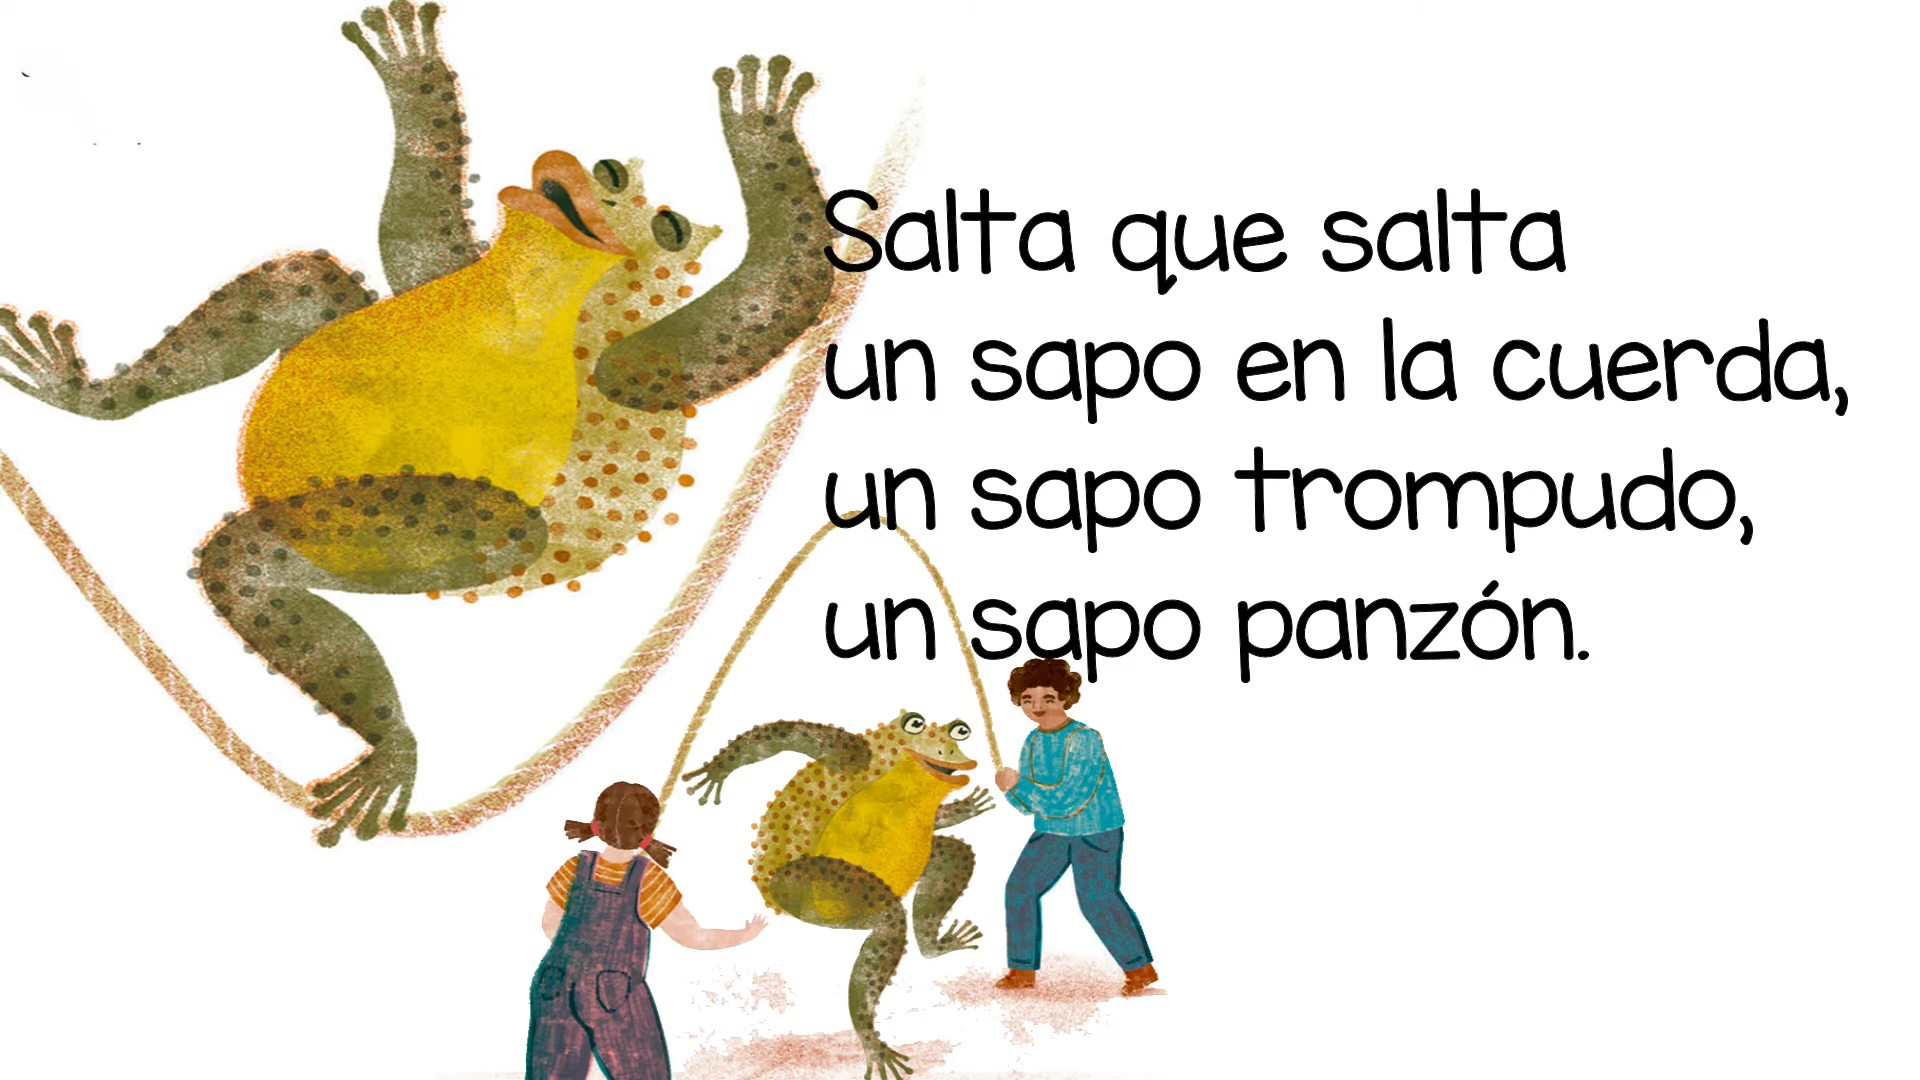 Salta que salta
un sapo en la cuerda,
un sapo trompudo,
un sapo panzón.